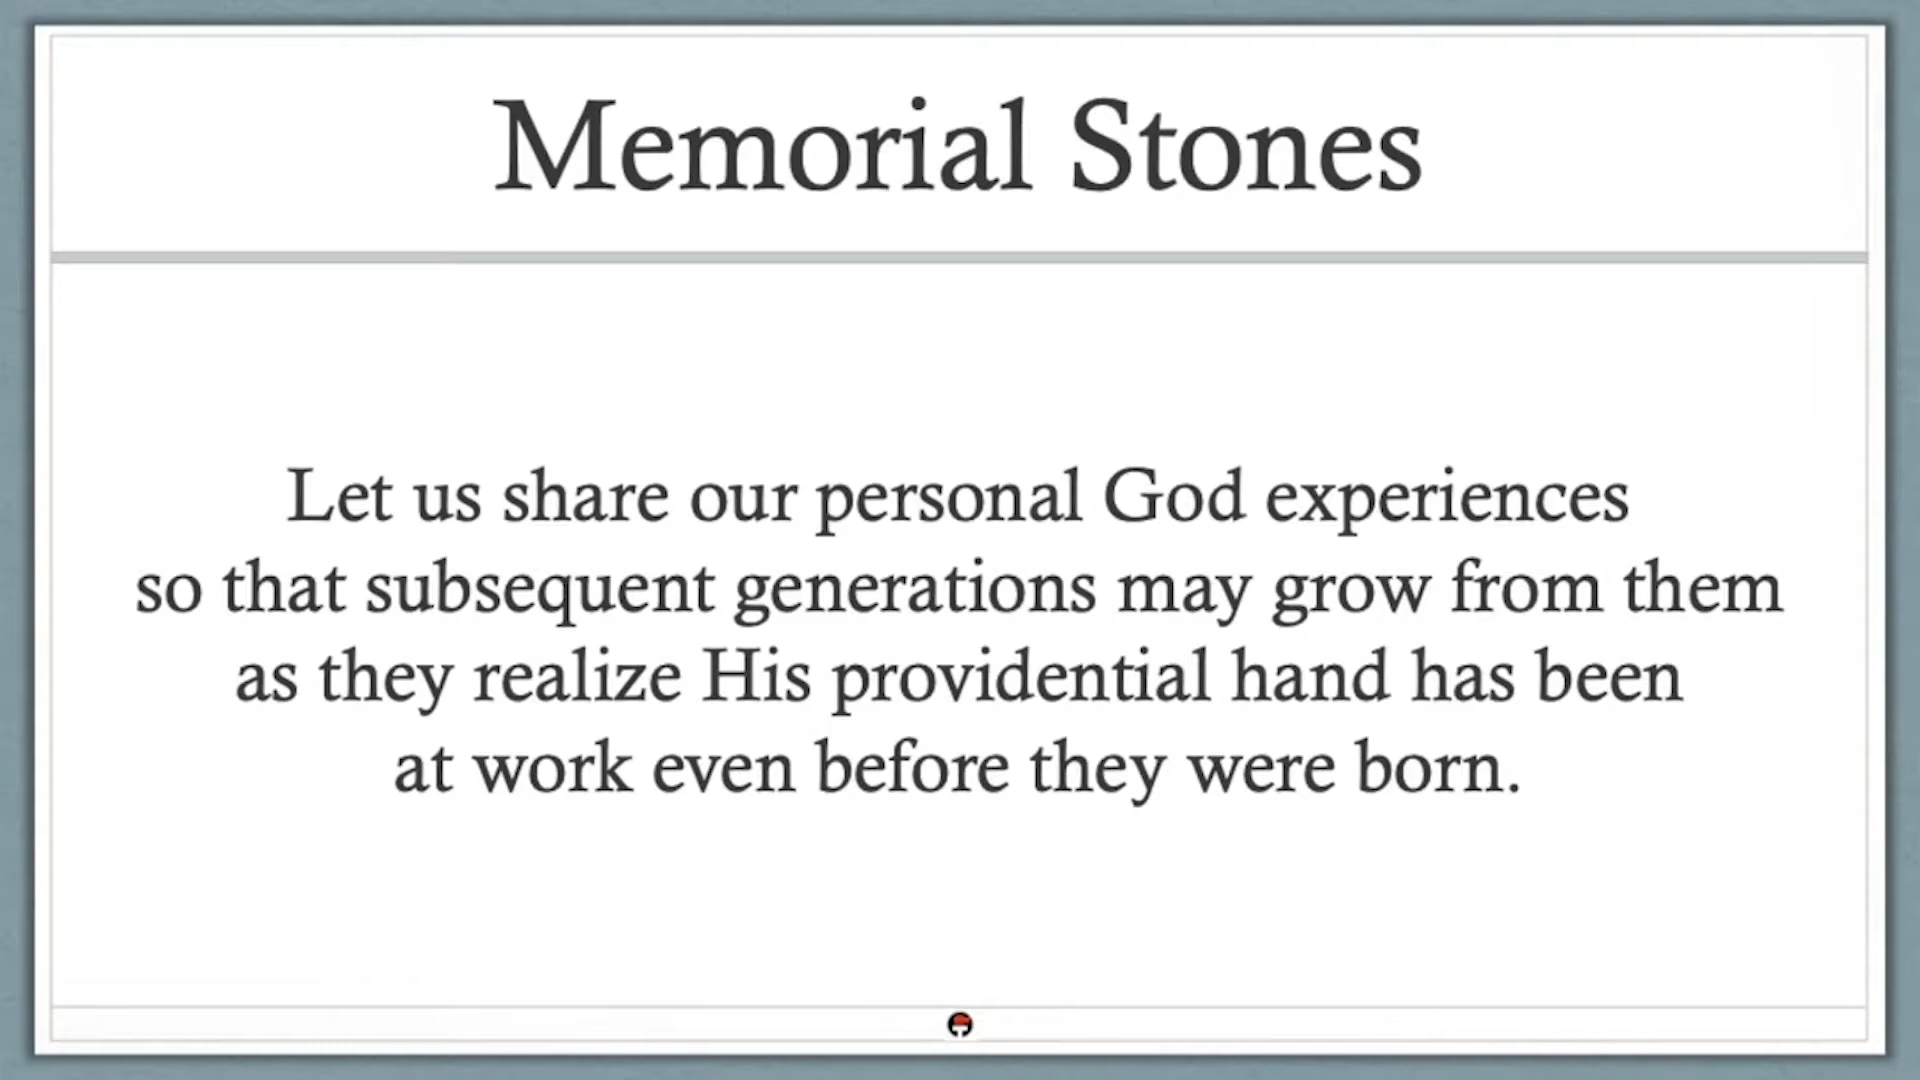 Memorial Stones
Let us share our personal God experiences
so that subsequent generations may grow from them
as they realize His providential hand has been
at work even before they were born.